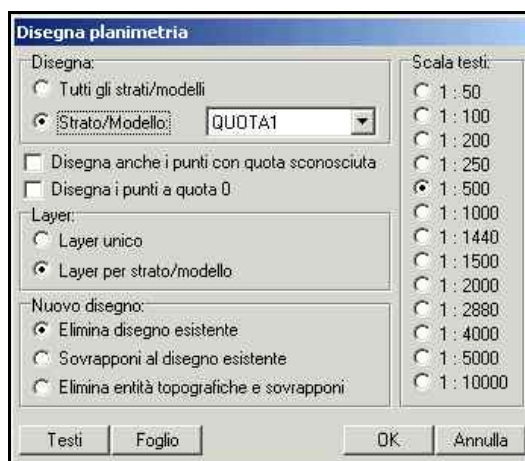 Disegna planimetria
Disegna:
Tutti gli strati/modelli
Strato/Modello:
QUOTA1
Disegna anche i punti con quota sconosciuta
Disegna i punti a quota 0
Layer:
Layer unico
Layer per strato/modello
Nuovo disegno:
Elimina disegno esistente
Sovrapponi al disegno esistente
Elimina entità topografiche e sovrapponi
Scala testi:
1 : 50
1 : 100
1 : 200
1 : 250
1 : 500
1 : 1000
1 : 1440
1 : 1500
1 : 2000
1 : 2880
1 : 4000
1 : 5000
1 : 10000
Testi
Foglio
OK
Annulla